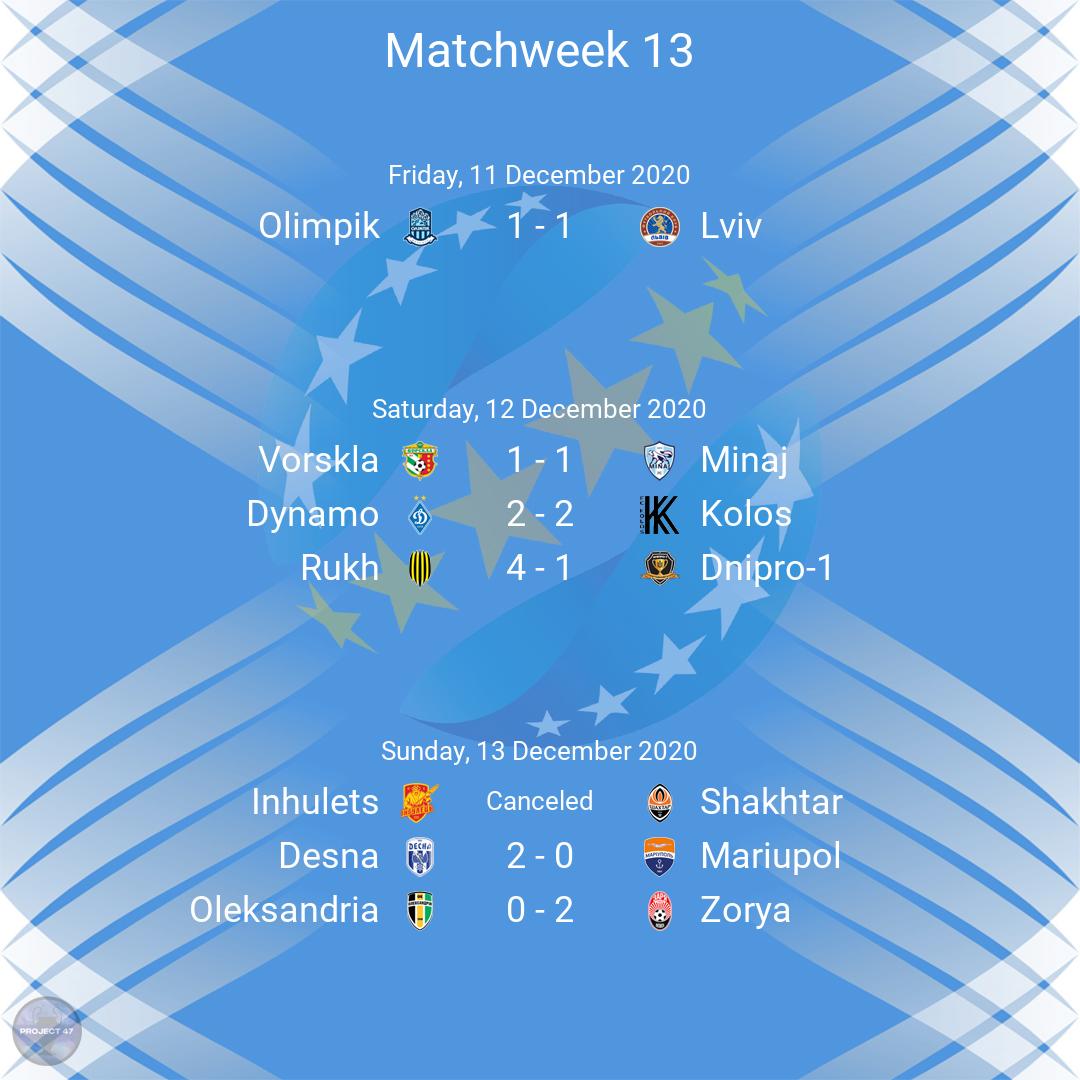 Matchweek 13
Friday, 11 December 2020
Olimpik 1 - 1 Lviv
Saturday, 12 December 2020
Vorskla 1 - 1 Minaj
Dynamo 2 - 2 Kolos
Rukh 4 - 1 Dnipro-1
Sunday, 13 December 2020
Inhulets Canceled Shakhtar
Desna 2 - 0 Mariupol
Oleksandria 0 - 2 Zorya
PROJECT 47